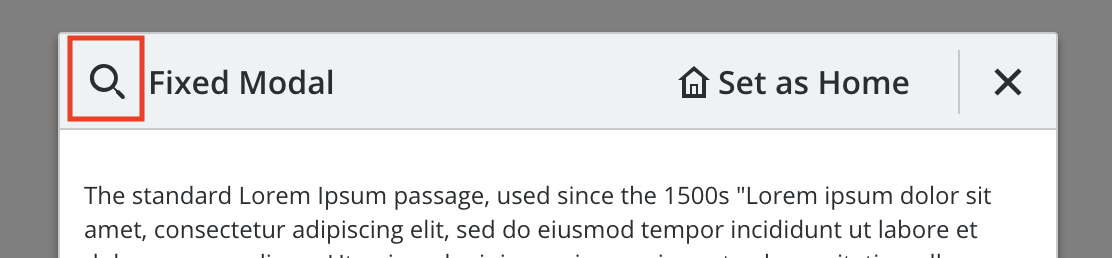 Fixed Modal Set as Home
The standard Lorem Ipsum passage, used since the 1500s "Lorem ipsum dolor sit
amet, consectetur adipiscing elit, sed do eiusmod tempor incididunt ut labore et